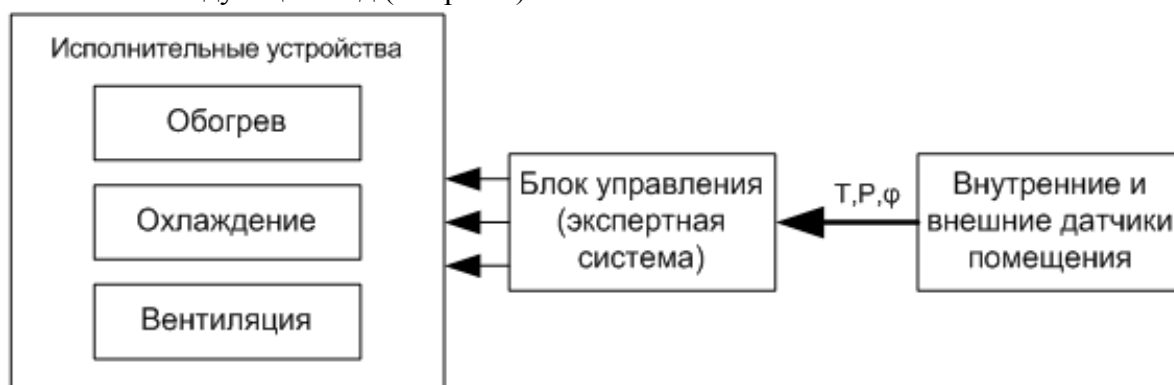 Исполнительные устройства
Обогрев
Охлаждение
Вентиляция
Блок управления
(экспертная
система)
T,P,φ
Внутренние и
внешние датчики
помещения